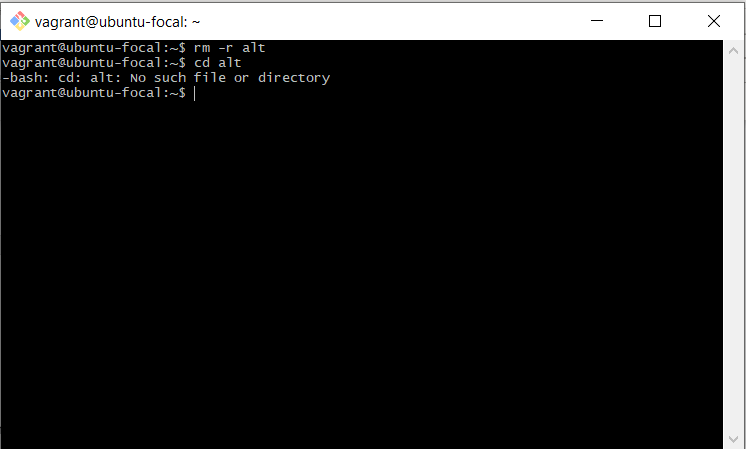 vagrant@ubuntu-focal: ~
vagrant@ubuntu-focal:~$ rm -r alt
vagrant@ubuntu-focal:~$ cd alt
-bash: cd: alt: No such file or directory
vagrant@ubuntu-focal:~$